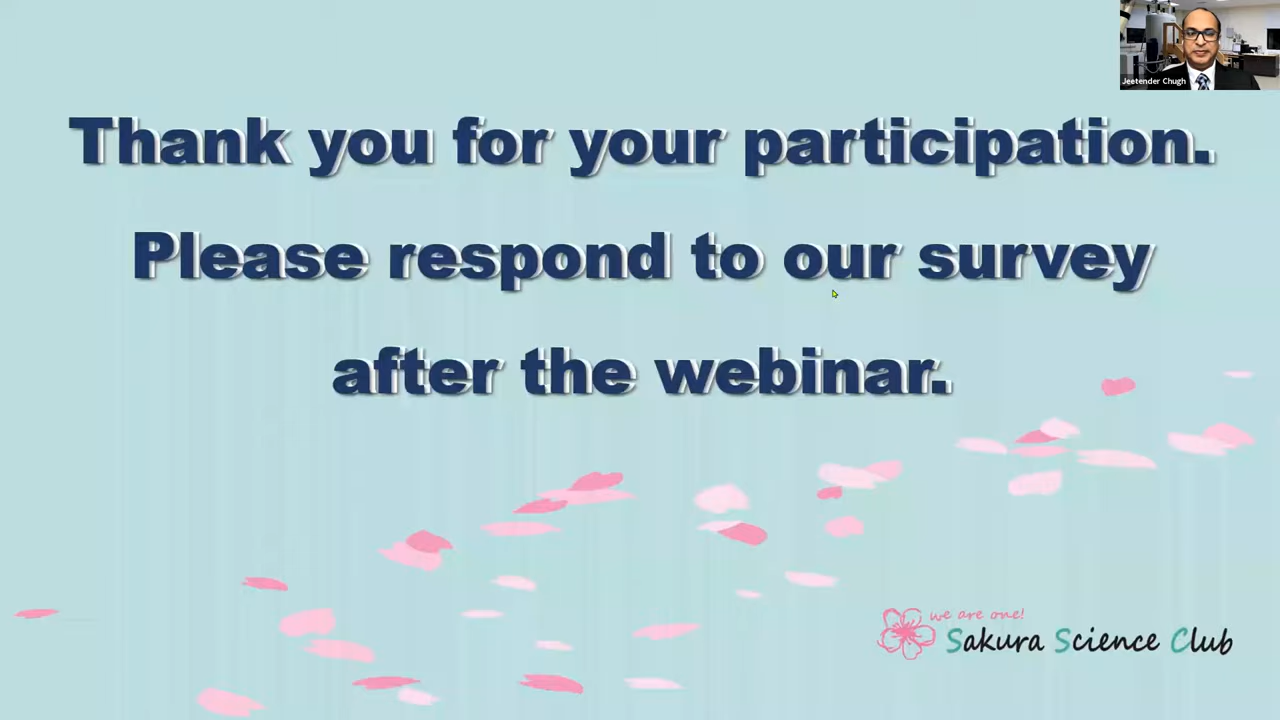 Jeetender Chugh
Thank you for your participation.
Please respond to our survey
after the webinar.
we are one!
Sakura Science Club